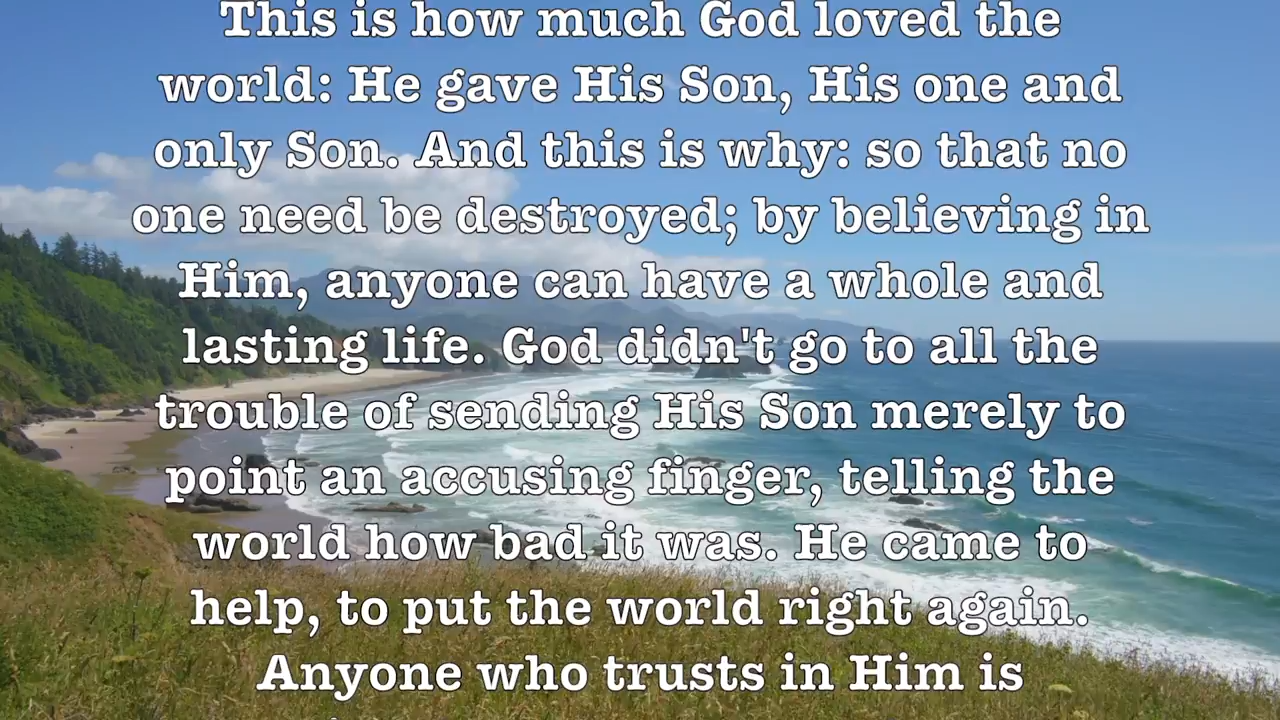 This is how much God loved the
world: He gave His Son, His one and
only Son. And this is why: so that no
one need be destroyed; by believing in
Him, anyone can have a whole and
lasting life. God didn't go to all the
trouble of sending His Son merely to
point an accusing finger, telling the
world how bad it was. He came to
help, to put the world right again.
Anyone who trusts in Him is